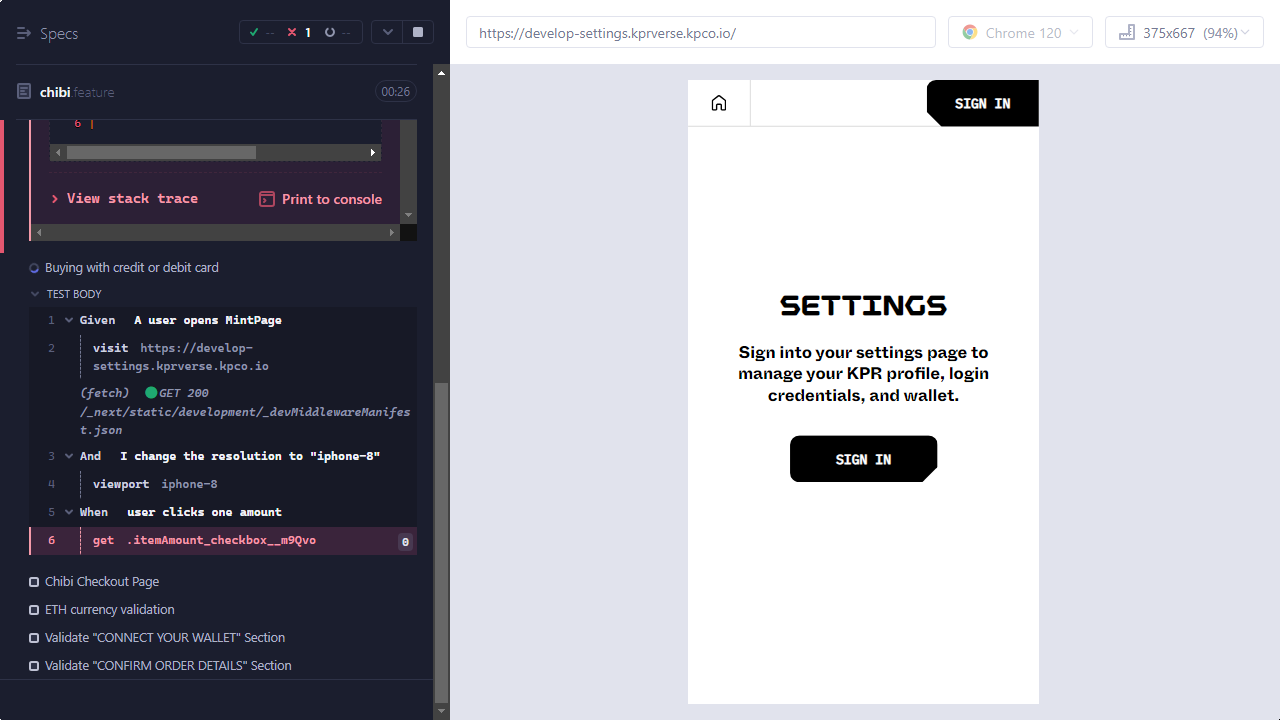 Specs
--
1
--
https://develop-settings.kprverse.kpco.io/
Chrome 120
375x667 (94%)
chibi.feature
00:26
6 |
View stack trace
Print to console
Buying with credit or debit card
TEST BODY
1 Given A user opens MintPage
2 visit https://develop-
settings.kprverse.kpco.io
(fetch) GET 200
/_next/static/development/_devMiddlewareManifes
t.json
3 And I change the resolution to "iphone-8"
4 viewport iphone-8
5 When user clicks one amount
6 get .itemAmount_checkbox__m9Qvo 0
Chibi Checkout Page
ETH currency validation
Validate "CONNECT YOUR WALLET" Section
Validate "CONFIRM ORDER DETAILS" Section
SIGN IN
SETTINGS
Sign into your settings page to
manage your KPR profile, login
credentials, and wallet.
SIGN IN